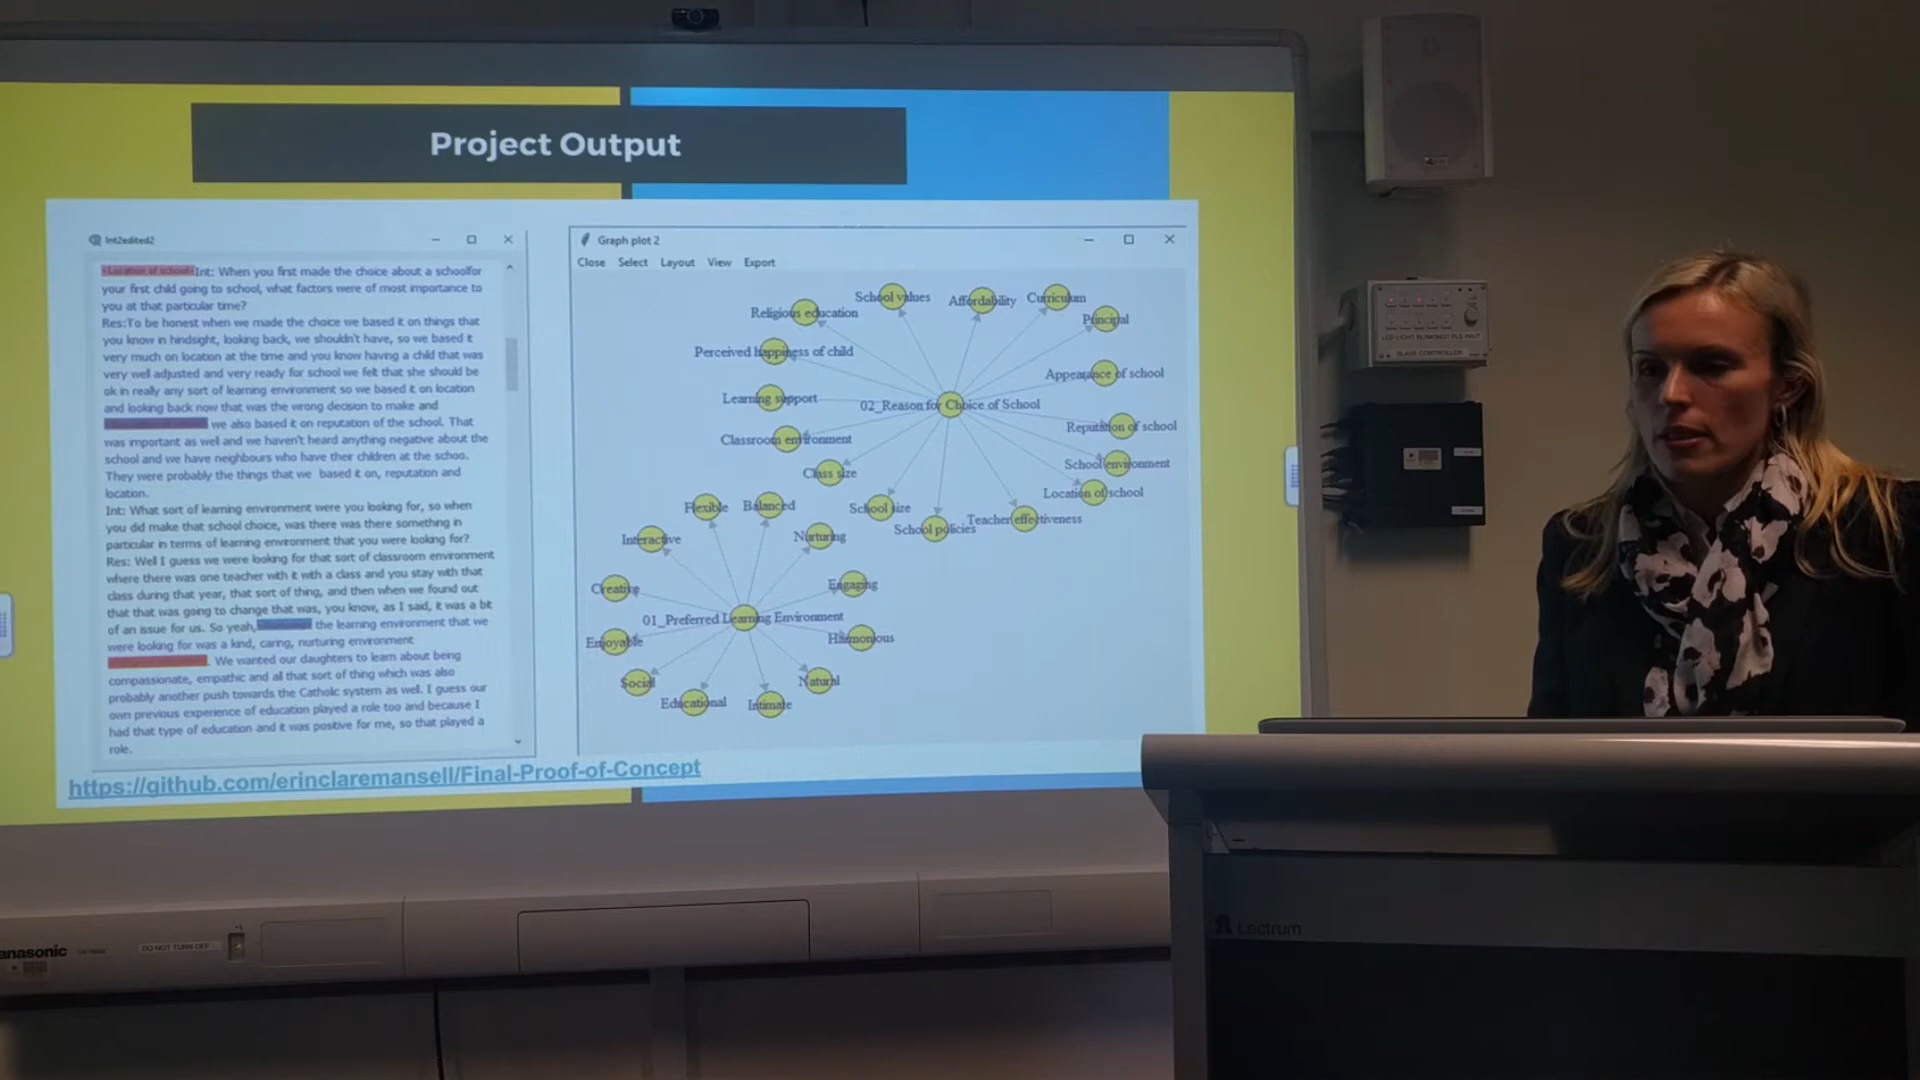 Project Output
Int2edited2
<Location of school>Int: When you first made the choice about a schoolfor
your first child going to school, what factors were of most importance to
you at that particular time?
Res:To be honest when we made the choice we based it on things that
you know in hindsight, looking back, we shouldn't have, so we based it
very much on location at the time and you know having a child that was
very well adjusted and very ready for school we felt that she should be
ok in really any sort of learning environment so we based it on location
and looking back now that was the wrong decision to make and
we also based it on reputation of the school. That
was important as well and we haven't heard anything negative about the
school and we have neighbours who have their children at the schoo.
They were probably the things that we based it on, reputation and
location.
Int: What sort of learning environment were you looking for, so when
you did make that school choice, was there was there something in
particular in terms of learning environment that you were looking for?
Res: Well I guess we were looking for that sort of classroom environment
where there was one teacher wth it wth a class and you stay wth that
class during that year, that sort of thing, and then when we found out
that that was going to change that was, you know, as I said, it was a bit
of an issue for us. So yeah, the learning environment that we
were looking for was a kind, caring, nurturing environment
. We wanted our daughters to learn about being
compassionate, empathic and all that sort of thing which was also
probably another push towards the Catholic system as well. I guess our
own previous experience of education played a role too and because I
had that type of education and it was positive for me, so that played a
role.
Graph plot 2
Close Select Layout View Export
School values
Affordability
Curriculum
Religious education
Principal
Perceived happiness of child
Appearance of school
Learning support
02_Reason for Choice of School
Reputation of school
Classroom environment
School environment
Class size
Location of school
School size
Teacher effectiveness
School policies
Flexible
Balanced
Interactive
Nurturing
Creative
Engaging
01_Preferred Learning Environment
Enjoyable
Harmonious
Social
Natural
Educational
Intimate
https://github.com/erinclaremansell/Final-Proof-of-Concept
anasonic
DO NOT TURN OFF
SLAVE CONTROLLER
Lectrum